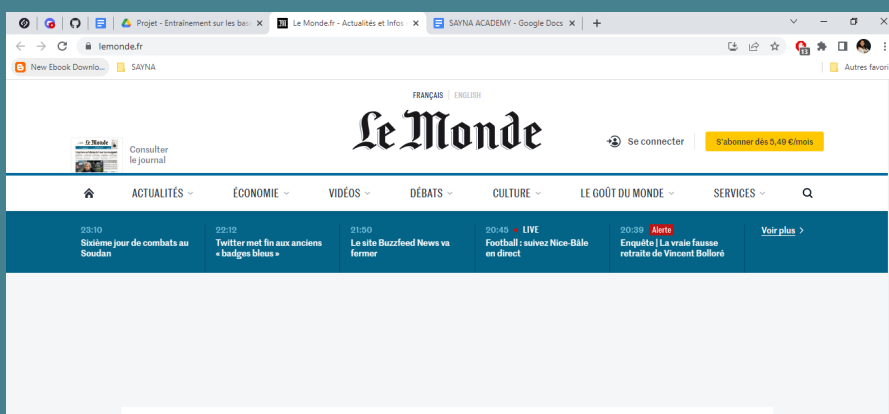 Projet - Entraînement sur les bas
Le Monde.fr - Actualités et Infos
SAYNA ACADEMY - Google Docs
lemonde.fr
13
New Ebook Downlo...
SAYNA
Autres favori
FRANÇAIS | ENGLISH
Le Monde
Le Monde
Consulter
le journal
Se connecter
S'abonner dès 5,49 €/mois
ACTUALITÉS
ÉCONOMIE
VIDÉOS
DÉBATS
CULTURE
LE GOÛT DU MONDE
SERVICES
23:10
Sixième jour de combats au
Soudan
22:12
Twitter met fin aux anciens
« badges bleus »
21:50
Le site Buzzfeed News va
fermer
20:45 • LIVE
Football : suivez Nice-Bâle
en direct
20:39 Alerte
Enquête | La vraie fausse
retraite de Vincent Bolloré
Voir plus >